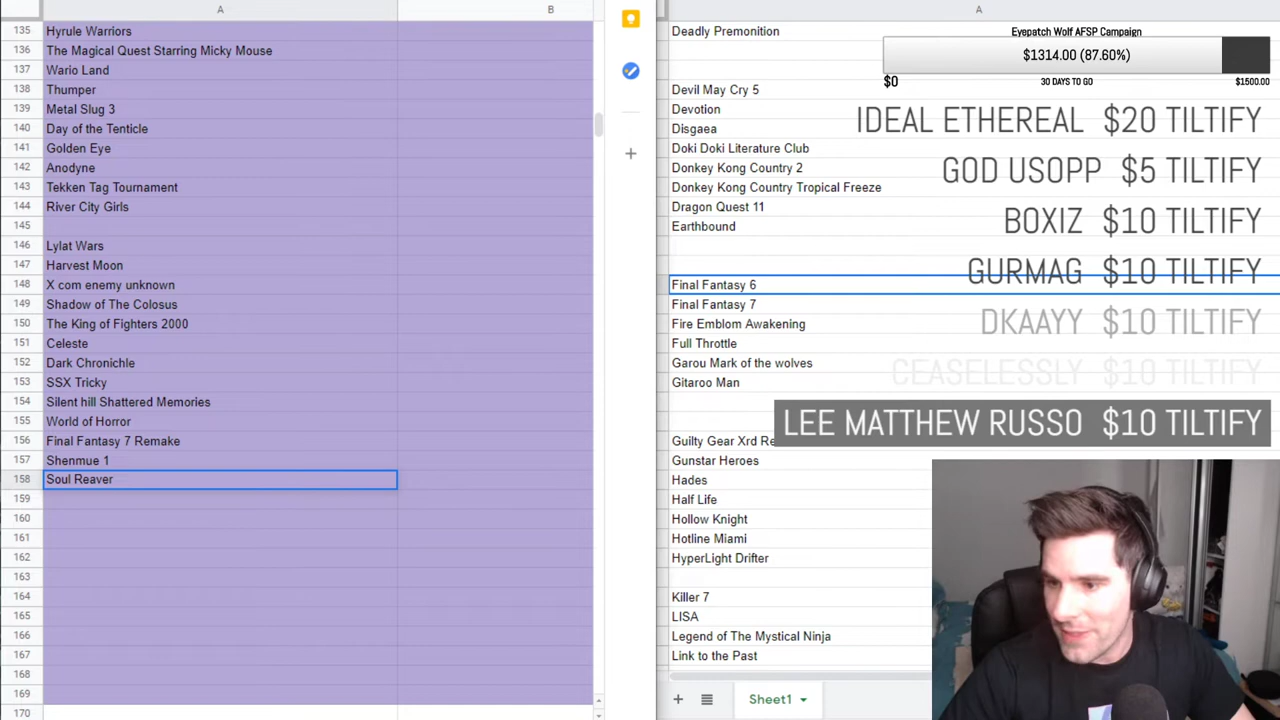 A
B
135 Hyrule Warriors
136 The Magical Quest Starring Micky Mouse
137 Wario Land
138 Thumper
139 Metal Slug 3
140 Day of the Tenticle
141 Golden Eye
142 Anodyne
143 Tekken Tag Tournament
144 River City Girls
145
146 Lylat Wars
147 Harvest Moon
148 X com enemy unknown
149 Shadow of The Colosus
150 The King of Fighters 2000
151 Celeste
152 Dark Chronichle
153 SSX Tricky
154 Silent hill Shattered Memories
155 World of Horror
156 Final Fantasy 7 Remake
157 Shenmue 1
158 Soul Reaver
159
160
161
162
163
164
165
166
167
168
169
170
A
Deadly Premonition
Devil May Cry 5
Devotion
Disgaea
Doki Doki Literature Club
Donkey Kong Country 2
Donkey Kong Country Tropical Freeze
Dragon Quest 11
Earthbound
Final Fantasy 6
Final Fantasy 7
Fire Emblom Awakening
Full Throttle
Garou Mark of the wolves
Gitaroo Man
Guilty Gear Xrd Re
Gunstar Heroes
Hades
Half Life
Hollow Knight
Hotline Miami
HyperLight Drifter
Killer 7
LISA
Legend of The Mystical Ninja
Link to the Past
Sheet1
Eyepatch Wolf AFSP Campaign
$1314.00 (87.60%)
$0 30 DAYS TO GO $1500.00
IDEAL ETHEREAL $20 TILTIFY
GOD USOPP $5 TILTIFY
BOXIZ $10 TILTIFY
GURMAG $10 TILTIFY
DKAAYY $10 TILTIFY
CEASELESSLY $10 TILTIFY
LEE MATTHEW RUSSO $10 TILTIFY